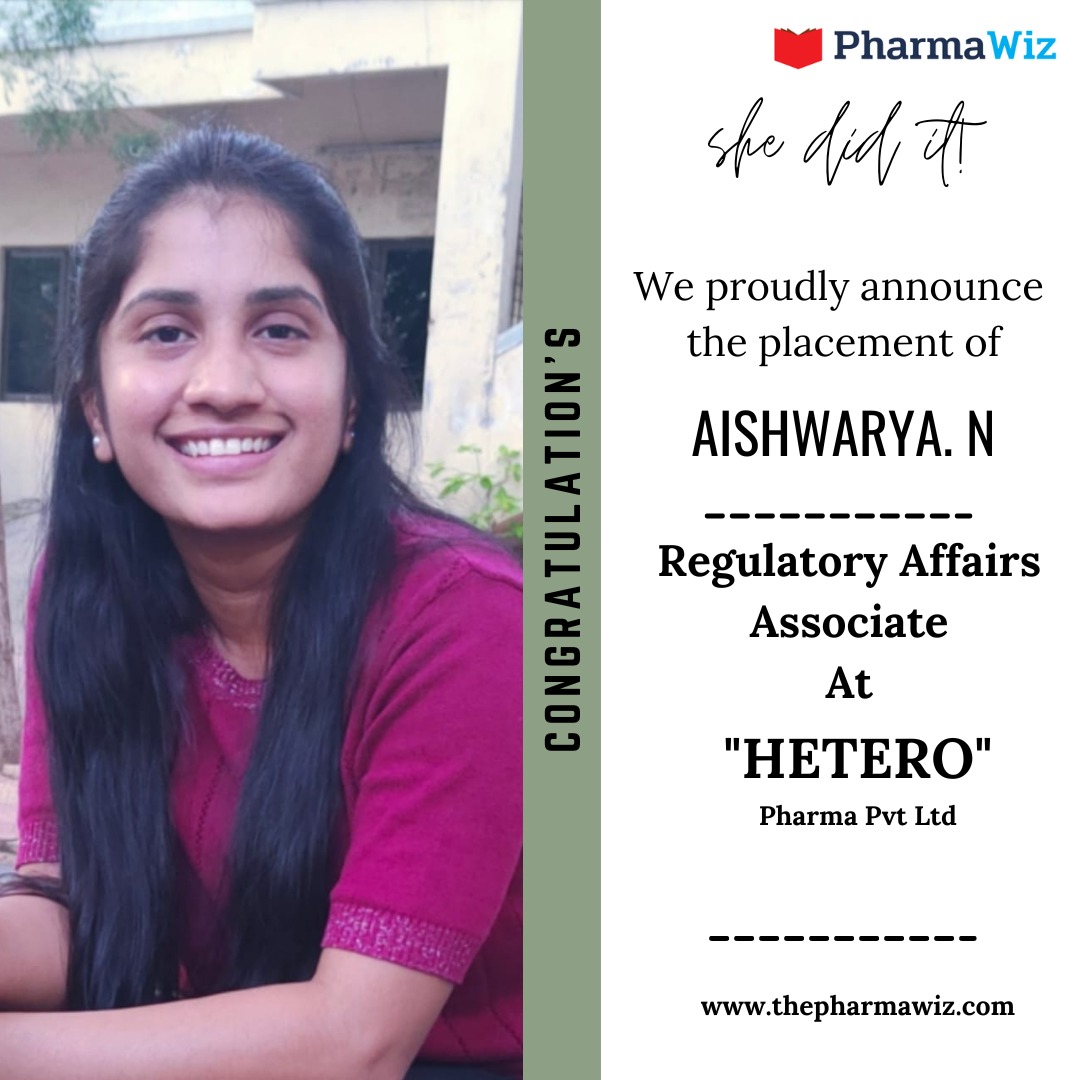 PharmaWiz
she did it!
We proudly announce
the placement of
AISHWARYA. N
Regulatory Affairs
Associate
At
"HETERO"
Pharma Pvt Ltd
www.thepharmawiz.com
CONGRATULATION'S